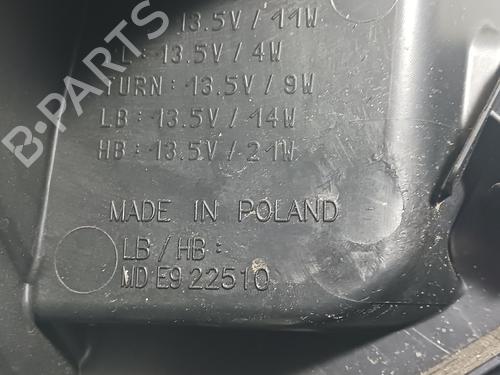 13.5V / 11W
: 13.5V / 4W
TURN : 13.5V / 9W
LB : 13.5V / 14W
HB : 13.5V / 21W
MADE IN POLAND
LB / HB :
MD E9 22510
B-PARTS